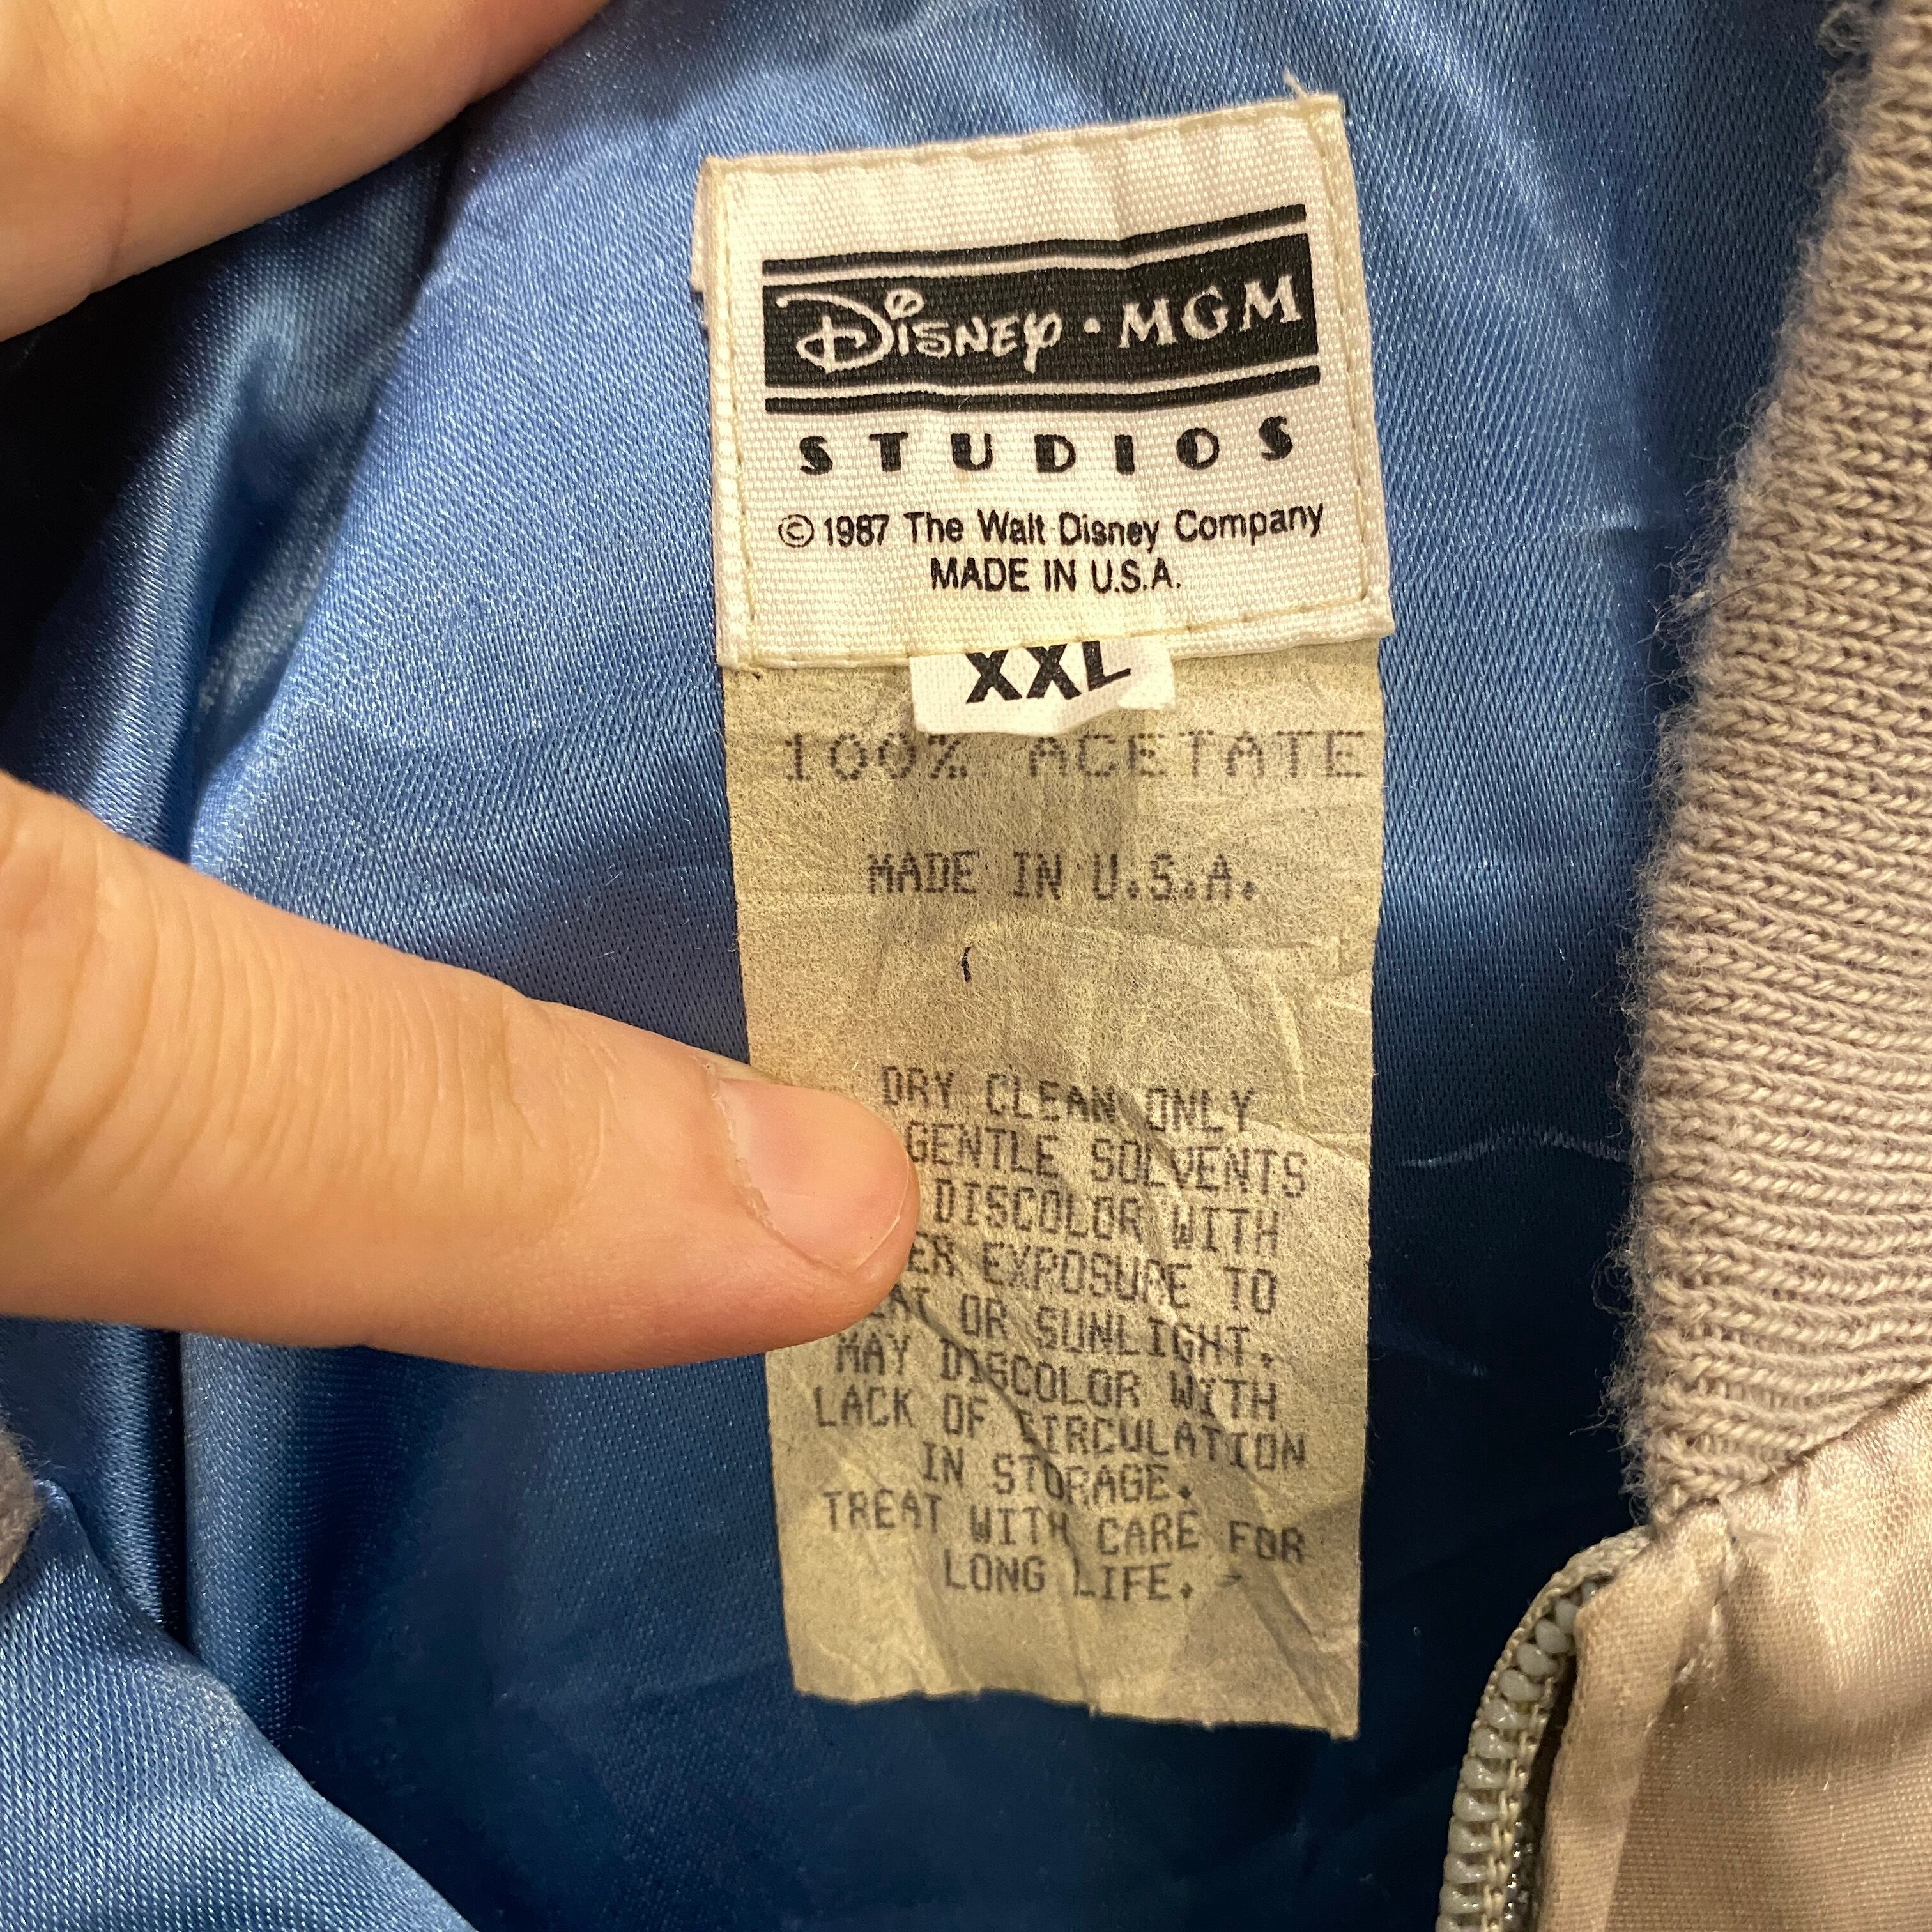 Disney · MGM
STUDIOS
© 1987 The Walt Disney Company
MADE IN U.S.A.
XXL
100% ACETATE
MADE IN U.S.A.
DRY CLEAN ONLY
GENTLE SOLVENTS
DISCOLOR WITH
EXPOSURE TO
OR SUNLIGHT.
MAY DISCOLOR WITH
LACK OF CIRCULATION
IN STORAGE.
TREAT WITH CARE FOR
LONG LIFE.